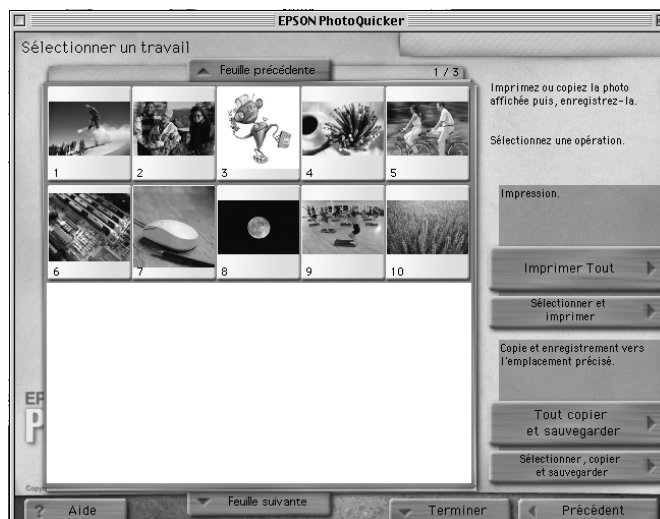 EPSON PhotoQuicker
Sélectionner un travail
Feuille précédente
1 / 3
1
2
3
4
5
6
7
8
9
10
Imprimez ou copiez la photo
affichée puis, enregistrez-la.
Sélectionnez une opération.
Impression.
Imprimer Tout
Sélectionner et
imprimer
Copie et enregistrement vers
l'emplacement précisé.
Tout copier
et sauvegarder
Sélectionner, copier
et sauvegarder
EP
P
? Aide
Feuille suivante
Terminer
Précédent